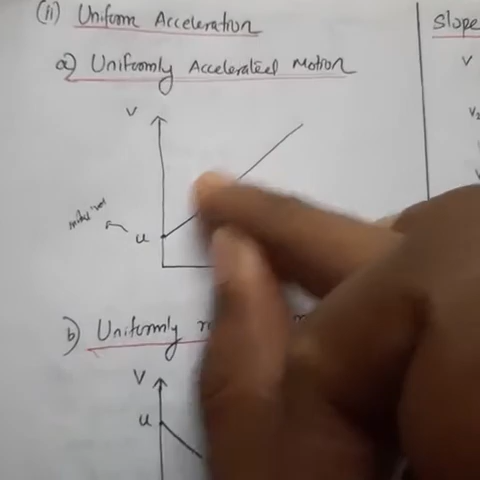 (ii) Uniform Acceleration
a) Uniformly Accelerated Motion
V
u
b) Uniformly
V
u
Slope
V